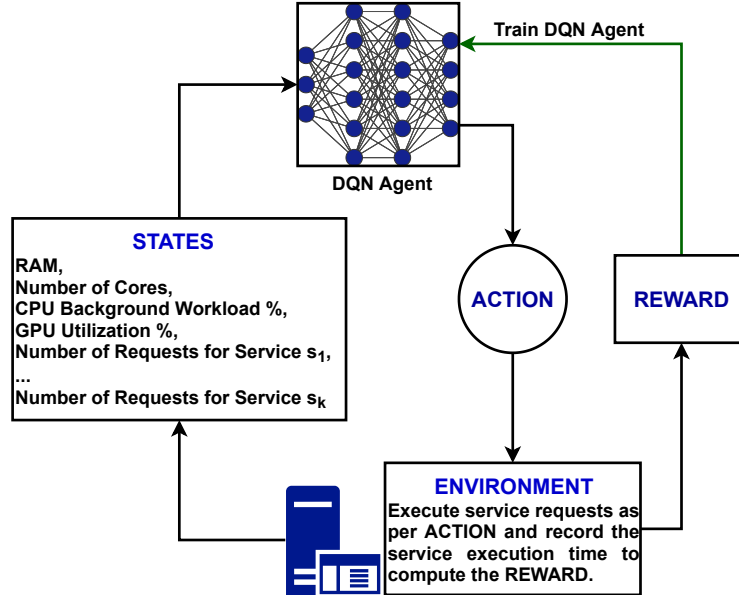 Train DQN Agent
DQN Agent
STATES
RAM,
Number of Cores,
CPU Background Workload %,
GPU Utilization %,
Number of Requests for Service s₁,
...
Number of Requests for Service sₖ
ACTION
REWARD
ENVIRONMENT
Execute service requests as
per ACTION and record the
service execution time to
compute the REWARD.